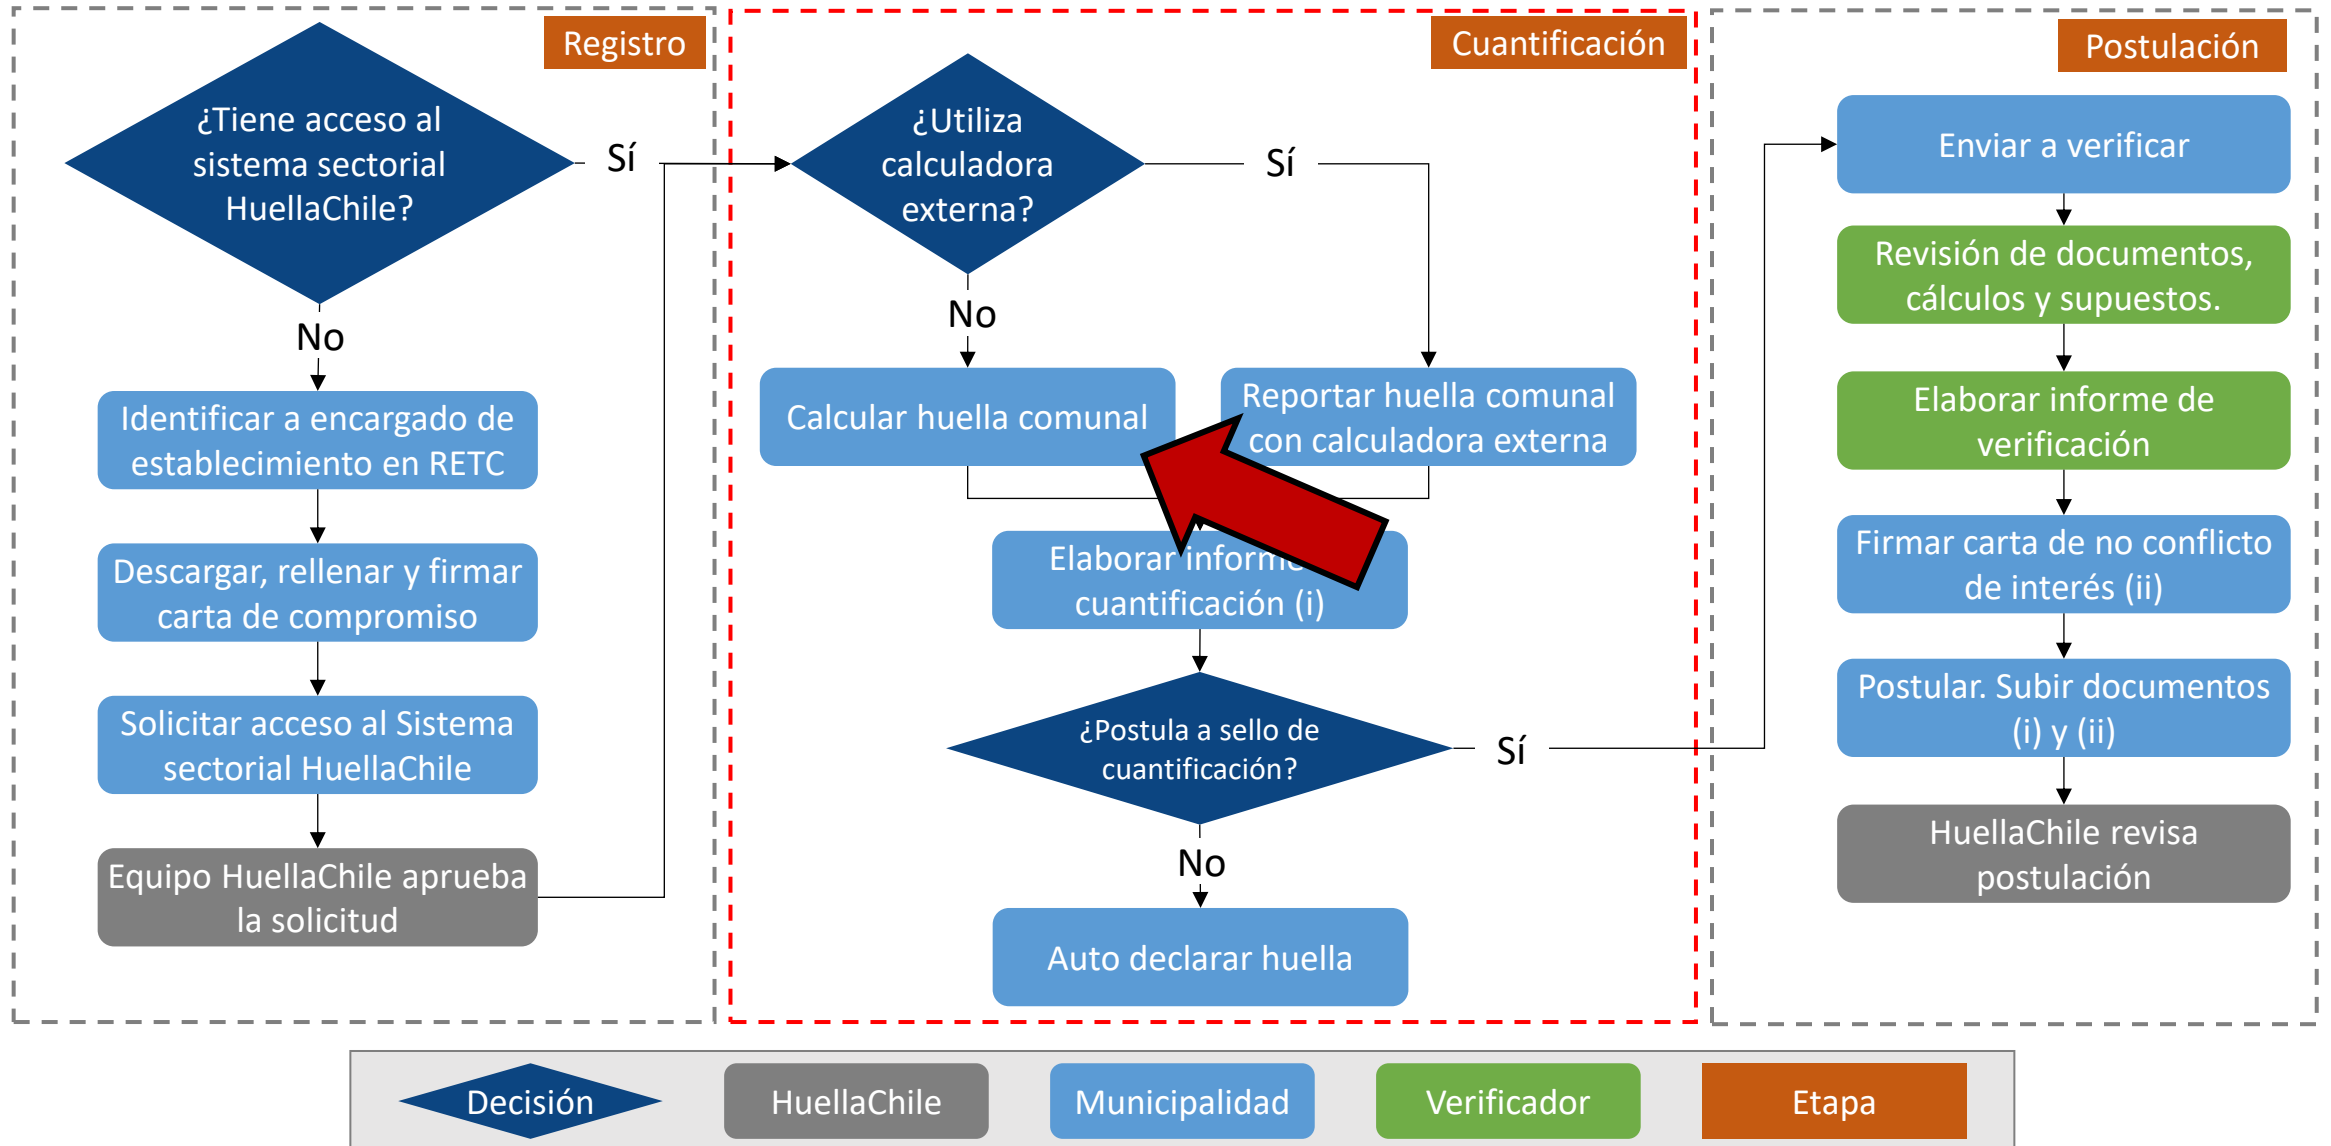 Registro
¿Tiene acceso al
sistema sectorial
HuellaChile?
Sí
No
Identificar a encargado de
establecimiento en RETC
Descargar, rellenar y firmar
carta de compromiso
Solicitar acceso al Sistema
sectorial HuellaChile
Equipo HuellaChile aprueba
la solicitud
Cuantificación
¿Utiliza
calculadora
externa?
Sí
No
Calcular huella comunal
Reportar huella comunal
con calculadora externa
Elaborar informe
cuantificación (i)
¿Postula a sello de
cuantificación?
Sí
No
Auto declarar huella
Postulación
Enviar a verificar
Revisión de documentos,
cálculos y supuestos.
Elaborar informe de
verificación
Firmar carta de no conflicto
de interés (ii)
Postular. Subir documentos
(i) y (ii)
HuellaChile revisa
postulación
Decisión
HuellaChile
Municipalidad
Verificador
Etapa